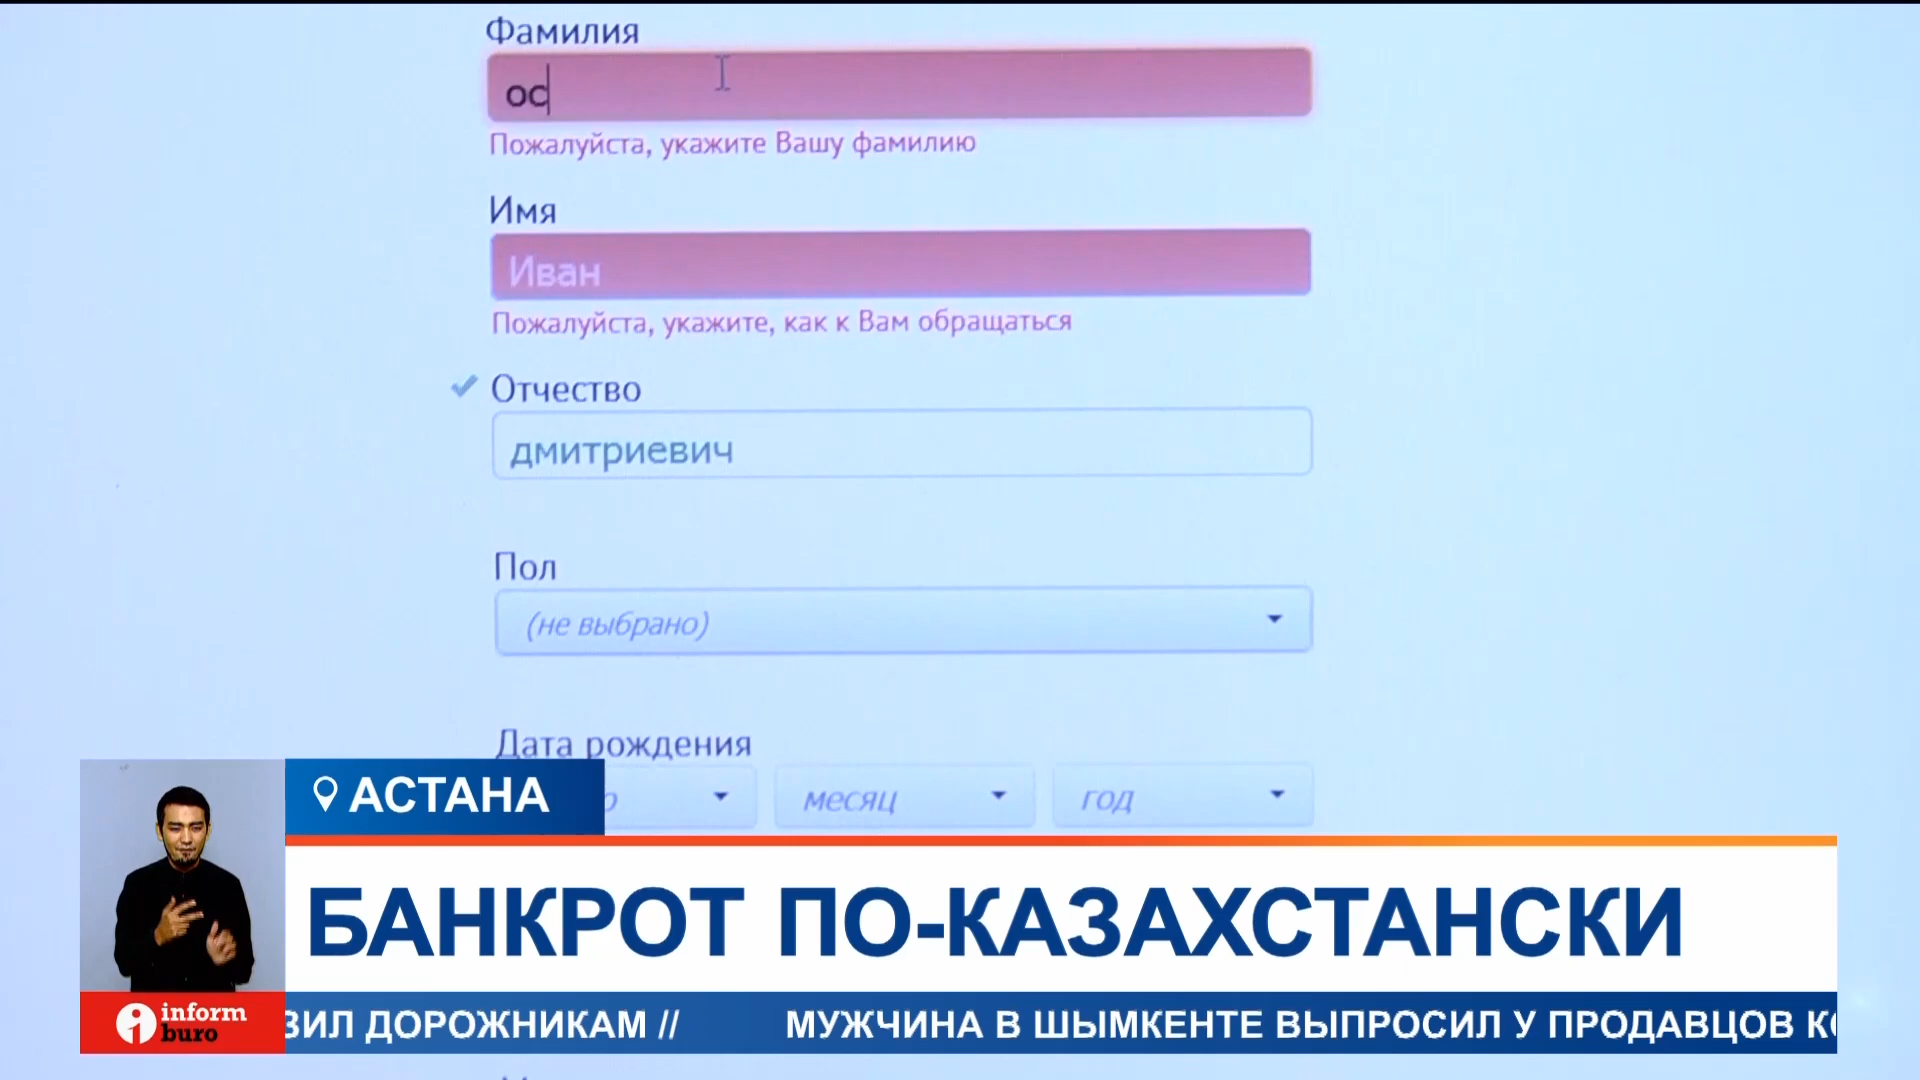 Фамилия
ос
Пожалуйста, укажите Вашу фамилию
Имя
Иван
Пожалуйста, укажите, как к Вам обращаться
Отчество
дмитриевич
Пол
(не выбрано)
Дата рождения
месяц
год
АСТАНА
БАНКРОТ ПО-КАЗАХСТАНСКИ
inform
buro
ДОРОЖНИКАМ // МУЖЧИНА В ШЫМКЕНТЕ ВЫПРОСИЛ У ПРОДАВЦОВ